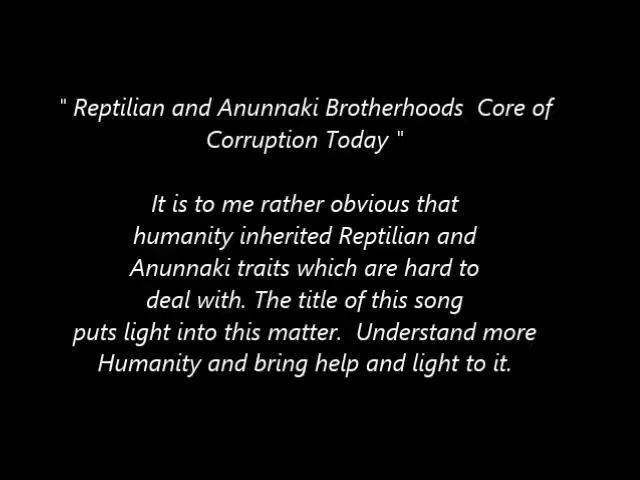 " Reptilian and Anunnaki Brotherhoods  Core of
Corruption Today "
It is to me rather obvious that
humanity inherited Reptilian and
Anunnaki traits which are hard to
deal with. The title of this song
puts light into this matter.  Understand more
Humanity and bring help and light to it.